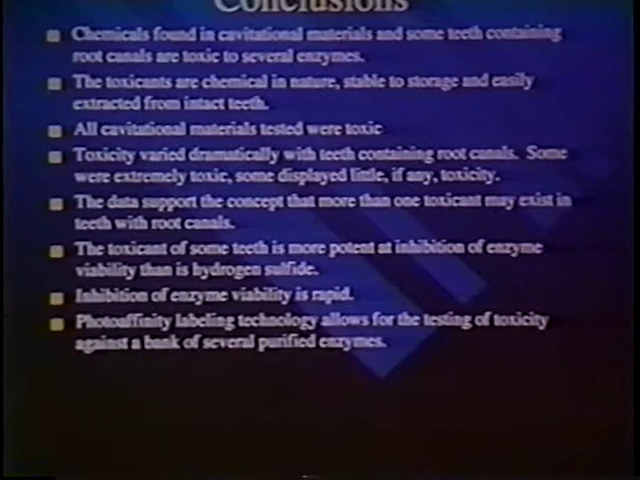 Conclusions
Chemicals found in cavitational materials and some teeth containing
root canals are toxic to several enzymes.
The toxicants are chemical in nature, stable to storage and easily
extracted from intact teeth.
All cavitational materials tested were toxic
Toxicity varied dramatically with teeth containing root canals. Some
were extremely toxic, some displayed little, if any, toxicity.
The data support the concept that more than one toxicant may exist in
teeth with root canals.
The toxicant of some teeth is more potent at inhibition of enzyme
viability than is hydrogen sulfide.
Inhibition of enzyme viability is rapid.
Photoaffinity labeling technology allows for the testing of toxicity
against a bank of several purified enzymes.